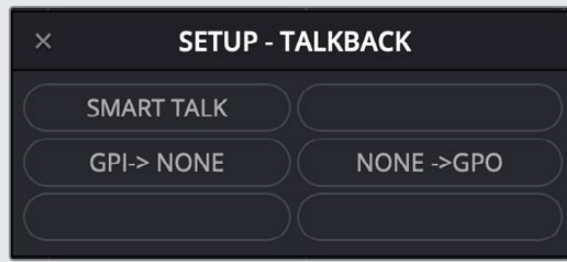 × SETUP - TALKBACK
SMART TALK
GPI-> NONE NONE ->GPO